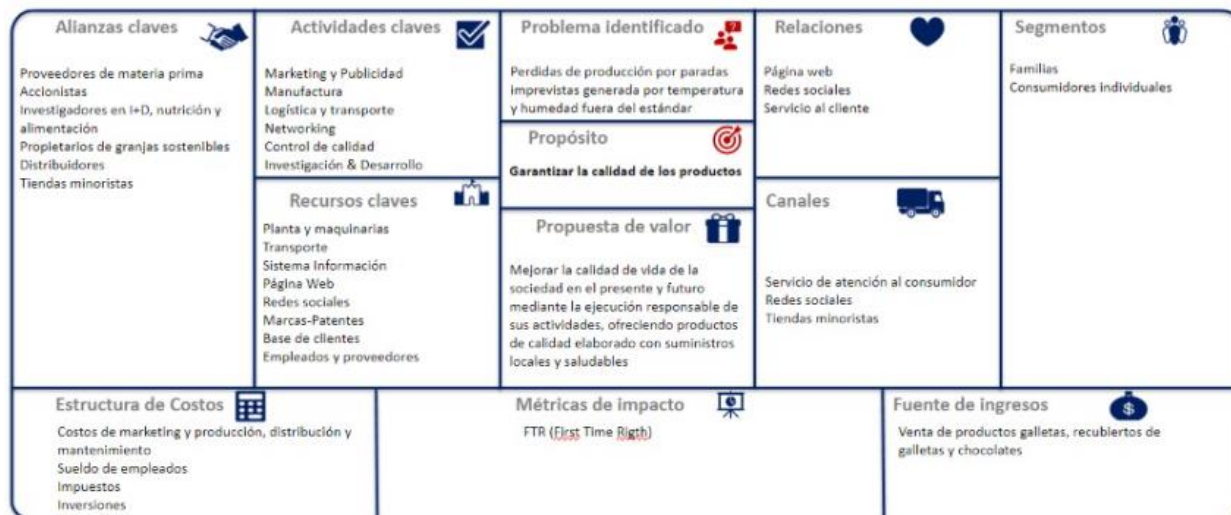 Alianzas claves
Proveedores de materia prima
Accionistas
Investigadores en I+D, nutrición y
alimentación
Propietarios de granjas sostenibles
Distribuidores
Tiendas minoristas
Actividades claves
Marketing y Publicidad
Manufactura
Logística y transporte
Networking
Control de calidad
Investigación & Desarrollo
Recursos claves
Planta y maquinarias
Transporte
Sistema Información
Página Web
Redes sociales
Marcas-Patentes
Base de clientes
Empleados y proveedores
Problema identificado
Perdidas de producción por paradas
imprevistas generada por temperatura
y humedad fuera del estándar
Propósito
Garantizar la calidad de los productos
Propuesta de valor
Mejorar la calidad de vida de la
sociedad en el presente y futuro
mediante la ejecución responsable de
sus actividades, ofreciendo productos
de calidad elaborado con suministros
locales y saludables
Relaciones
Página web
Redes sociales
Servicio al cliente
Canales
Servicio de atención al consumidor
Redes sociales
Tiendas minoristas
Segmentos
Familias
Consumidores individuales
Estructura de Costos
Costos de marketing y producción, distribución y
mantenimiento
Sueldo de empleados
Impuestos
Inversiones
Métricas de impacto
FTR (First Time Rigth)
Fuente de ingresos
$
Venta de productos galletas, recubiertos de
galletas y chocolates